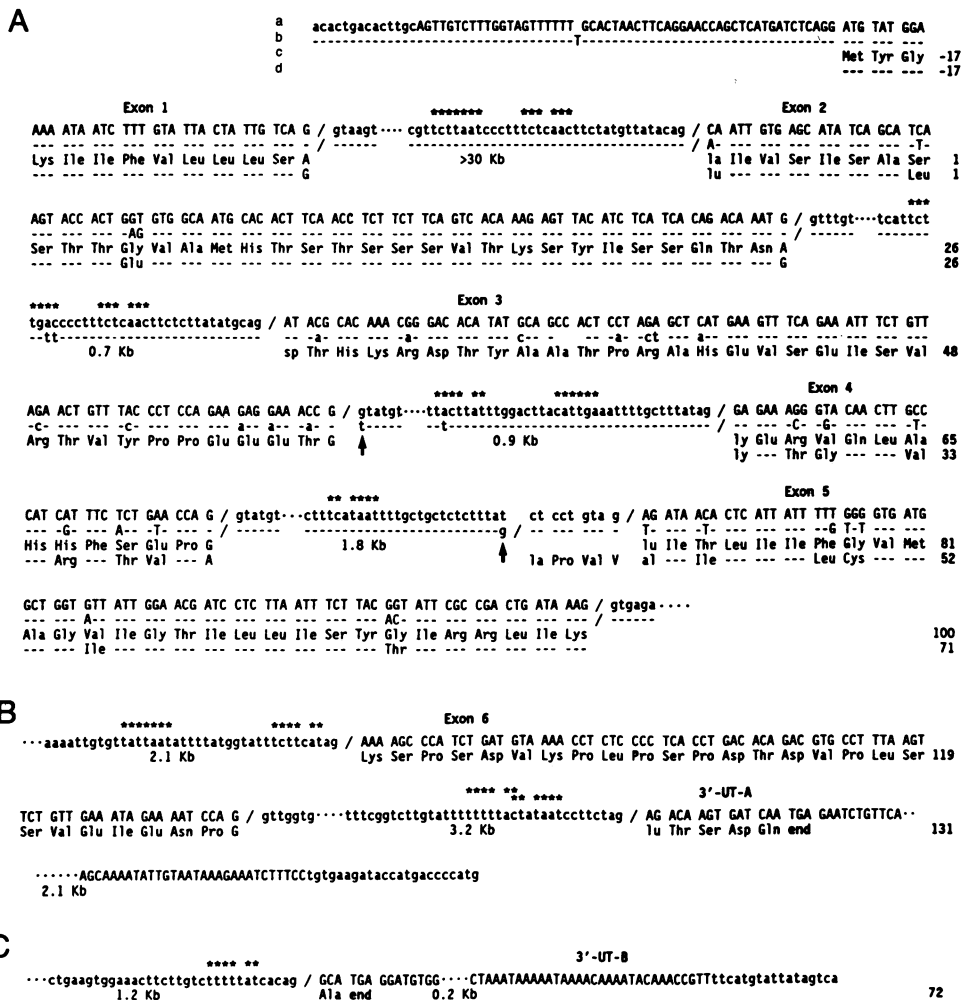 A
a acactgacacttgcAGTTGTCTTTGGTAGTTTTTT GCACTAACTTCAGGAACCAGCTCATGATCTCAGG ATG TAT GGA
b -----------------------------------T---------------------------------- --- --- ---
c Met Tyr Gly -17
d --- --- --- -17
Exon 1 ******* *** *** Exon 2
AAA ATA ATC TTT GTA TTA CTA TTG TCA G / gtaagt ···· cgttcttaatccctttctcaacttctatgttatacag / CA ATT GTG AGC ATA TCA GCA TCA
--- --- --- --- --- --- --- --- --- - / ------ ------------------------------------- / A- --- --- --- --- --- --- -T-
Lys Ile Ile Phe Val Leu Leu Leu Ser A >30 Kb la Ile Val Ser Ile Ser Ala Ser 1
--- --- --- --- --- --- --- --- --- G lu --- --- --- --- --- --- Leu 1
***
AGT ACC ACT GGT GTG GCA ATG CAC ACT TCA ACC TCT TCT TCA GTC ACA AAG AGT TAC ATC TCA TCA CAG ACA AAT G / gtttgt····tcattct
--- --- --- -AG --- --- --- --- --- --- --- --- --- --- --- --- --- --- --- --- --- --- --- --- --- - / ------ -------
Ser Thr Thr Gly Val Ala Met His Thr Ser Thr Ser Ser Ser Val Thr Lys Ser Tyr Ile Ser Ser Gln Thr Asn A 26
--- --- --- Glu --- --- --- --- --- --- --- --- --- --- --- --- --- --- --- --- --- --- --- --- --- G 26
**** *** *** Exon 3
tgacccctttctcaacttctcttatatgcag / AT ACG CAC AAA CGG GAC ACA TAT GCA GCC ACT CCT AGA GCT CAT GAA GTT TCA GAA ATT TCT GTT
--tt--------------------------- / -- -a- --- --- -a- --- --- --- c-- - -- --- -a- -ct --- a-- --- --- --- --- --- --- ---
0.7 Kb sp Thr His Lys Arg Asp Thr Tyr Ala Ala Thr Pro Arg Ala His Glu Val Ser Glu Ile Ser Val 48
**** ** ****** Exon 4
AGA ACT GTT TAC CCT CCA GAA GAG GAA ACC G / gtatgt····ttacttatttggacttacattgaaattttgctttatag / GA GAA AGG GTA CAA CTT GCC
-c- --- --- -c- --- --- --- a-- a-- -a- - t----- --t-------------------------------- / -- --- -C- -G- --- --- -T-
Arg Thr Val Tyr Pro Pro Glu Glu Glu Thr G 0.9 Kb ly Glu Arg Val Gln Leu Ala 65
ly --- Thr Gly --- --- Val 33
** **** Exon 5
CAT CAT TTC TCT GAA CCA G / gtatgt···ctttcataattttgctgctctctttat ct cct gta g / AG ATA ACA CTC ATT ATT TTT GGG GTG ATG
--- -G- --- A-- -T- --- - / ------ ------------------------------g / T- --- -T- --- --- --- --G T-T --- ---
His His Phe Ser Glu Pro G 1.8 Kb lu Ile Thr Leu Ile Ile Phe Gly Val Met 81
--- Arg --- Thr Val --- A la Pro Val V al --- Ile --- --- --- Leu Cys --- --- 52
GCT GGT GTT ATT GGA ACG ATC CTC TTA ATT TCT TAC GGT ATT CGC CGA CTG ATA AAG / gtgaga····
--- --- A-- --- --- --- --- --- --- --- --- --- AC- --- --- --- --- --- --- / ------
Ala Gly Val Ile Gly Thr Ile Leu Leu Ile Ser Tyr Gly Ile Arg Arg Leu Ile Lys 100
--- --- Ile --- --- --- --- --- --- --- --- --- Thr --- --- --- --- --- --- 71
B
******* **** ** Exon 6
···aaaattgtgttattaatattttatggtatttcttcatag / AAA AGC CCA TCT GAT GTA AAA CCT CTC CCC TCA CCT GAC ACA GAC GTG CCT TTA AGT
2.1 Kb Lys Ser Pro Ser Asp Val Lys Pro Leu Pro Ser Pro Asp Thr Asp Val Pro Leu Ser 119
**** ** ** **** 3'-UT-A
TCT GTT GAA ATA GAA AAT CCA G / gttggtg····tttcggtcttgtattttttttactataatccttctag / AG ACA AGT GAT CAA TGA GAATCTGTTCA··
Ser Val Glu Ile Glu Asn Pro G 3.2 Kb lu Thr Ser Asp Gln end 131
······AGCAAAATATTGTAATAAAGAAATCTTTCCtgtgaagataccatgaccccatg
2.1 Kb
C
**** ** 3'-UT-B
···ctgaagtggaaacttcttgtctttttatcacag / GCA TGA GGATGTGG····CTAAATAAAAATAAAACAAAATACAAACCGTTTttcatgtattatagtca
1.2 Kb Ala end 0.2 Kb 72